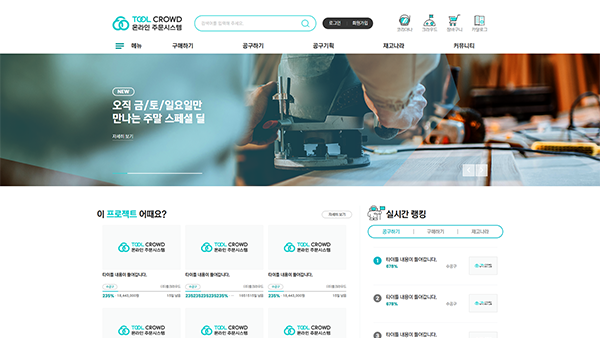 TOOL CROWD
온라인 주문시스템
검색어를 입력해 주세요
로그인
회원가입
메뉴
구매하기
공구하기
공구기획
재고나라
커뮤니티
NEW
오직 금/토/일요일만
만나는 주말 스페셜 딜
자세히 보기
이 프로젝트 어때요?
자세히 보기
TOOL CROWD
온라인 주문시스템
TOOL CROWD
온라인 주문시스템
TOOL CROWD
온라인 주문시스템
타이틀 내용이 들어갑니다.
타이틀 내용이 들어갑니다.
타이틀 내용이 들어갑니다.
235%
235235235235235%
235%
TOOL CROWD
온라인 주문시스템
TOOL CROWD
온라인 주문시스템
TOOL CROWD
온라인 주문시스템
실시간 랭킹
공구하기
구매하기
재고나라
1
타이틀 내용이 들어갑니다.
678%
2
타이틀 내용이 들어갑니다.
678%
3
타이틀 내용이 들어갑니다.